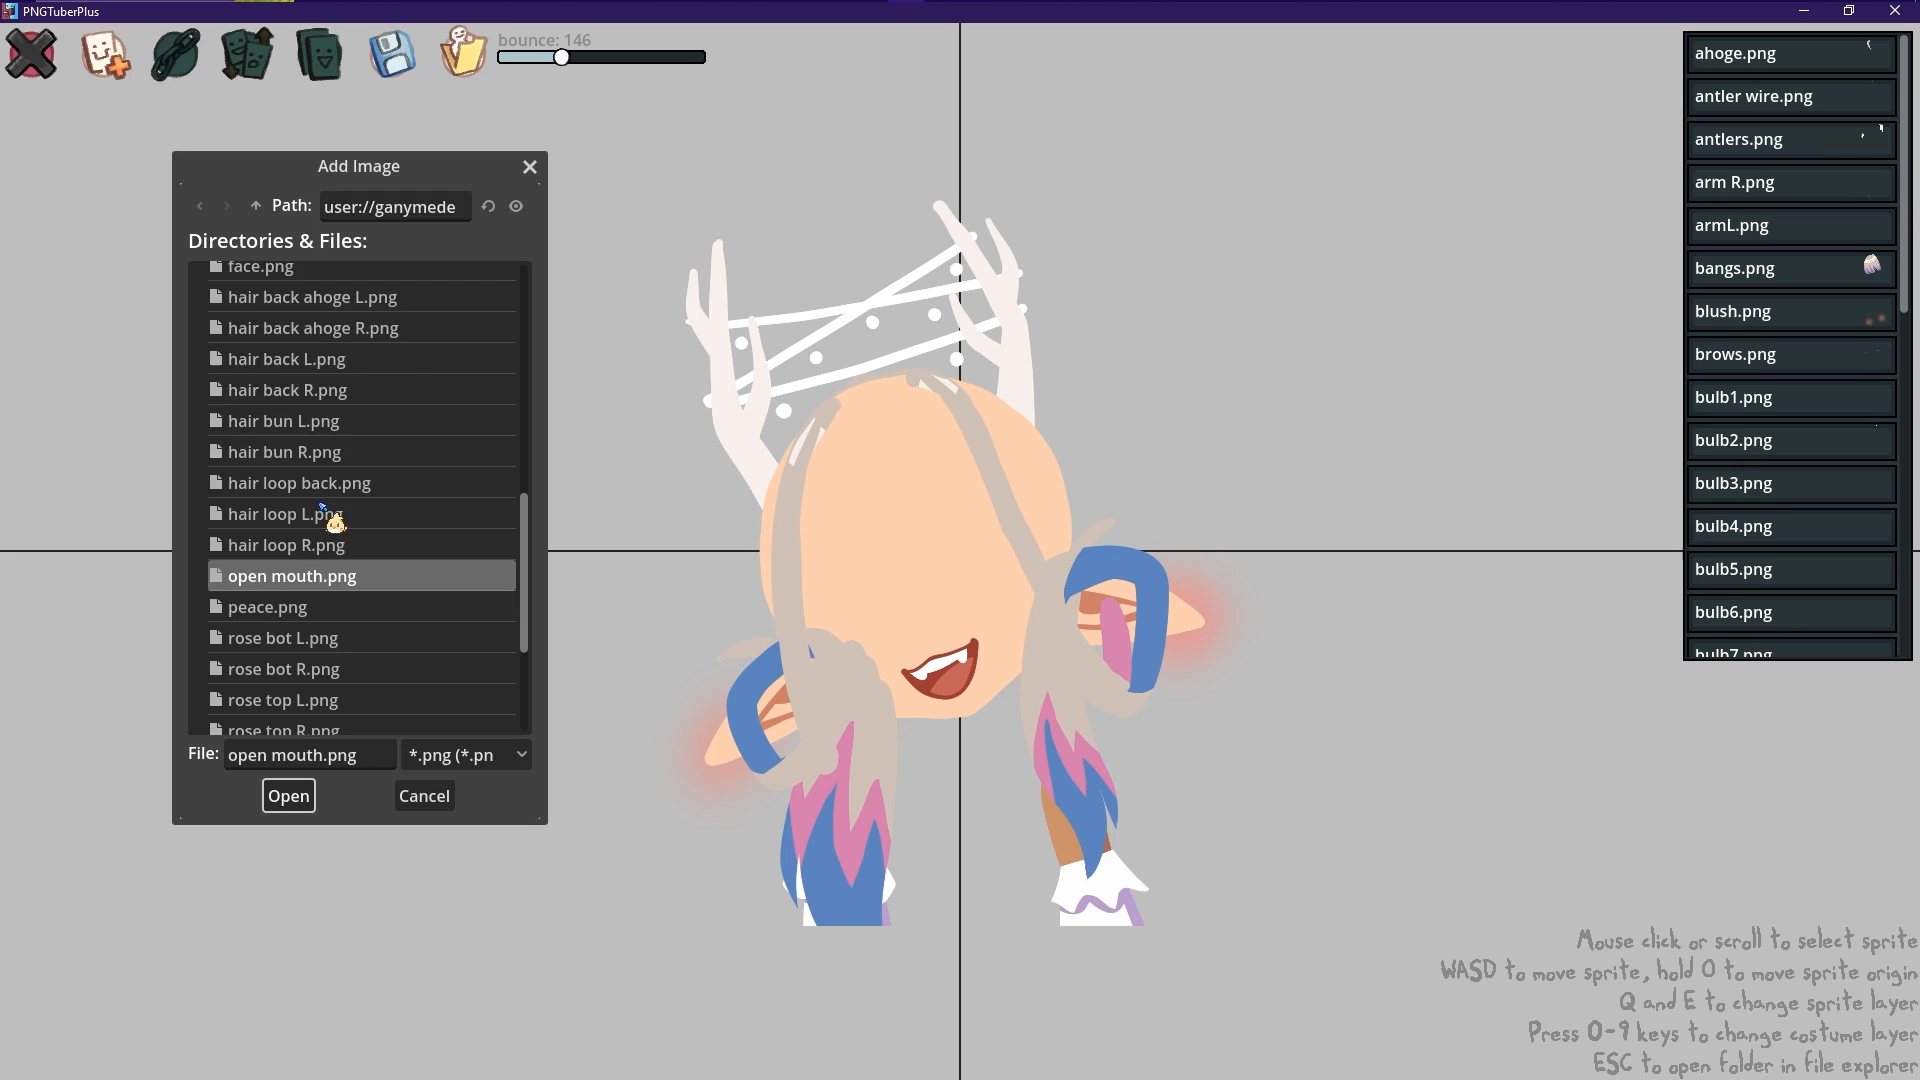 PNGTuberPlus
bounce: 146
Add Image
Path: user://ganymede
Directories & Files:
face.png
hair back ahoge L.png
hair back ahoge R.png
hair back L.png
hair back R.png
hair bun L.png
hair bun R.png
hair loop back.png
hair loop L.png
hair loop R.png
open mouth.png
peace.png
rose bot L.png
rose bot R.png
rose top L.png
rose top R.png
File: open mouth.png *.png (*.pn
Open Cancel
ahoge.png
antler wire.png
antlers.png
arm R.png
armL.png
bangs.png
blush.png
brows.png
bulb1.png
bulb2.png
bulb3.png
bulb4.png
bulb5.png
bulb6.png
bulb7.png
Mouse click or scroll to select sprite
WASD to move sprite, hold O to move sprite origin
Q and E to change sprite layer
Press 0-9 keys to change costume layer
ESC to open folder in file explorer